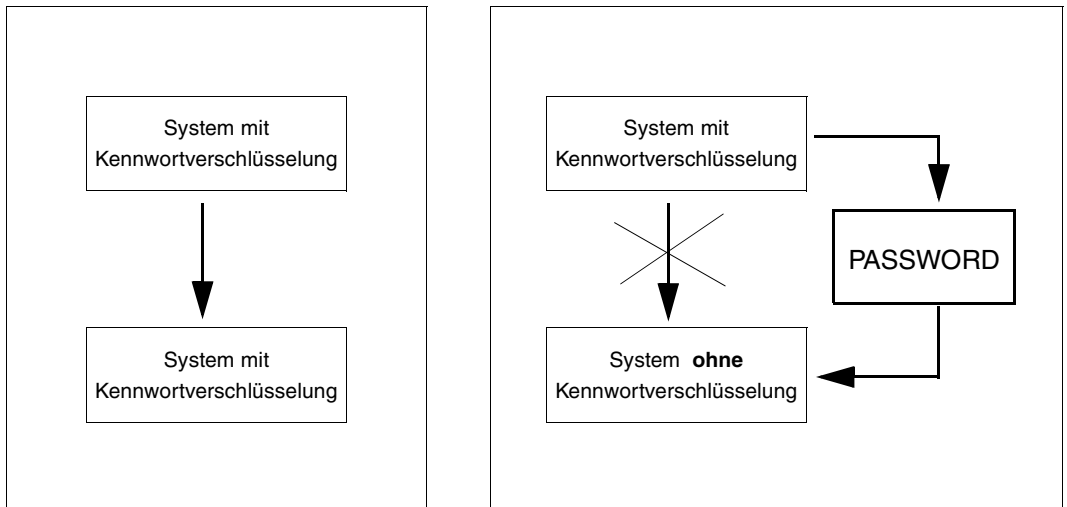 System mit
Kennwortverschlüsselung
System mit
Kennwortverschlüsselung
System mit
Kennwortverschlüsselung
PASSWORD
System ohne
Kennwortverschlüsselung